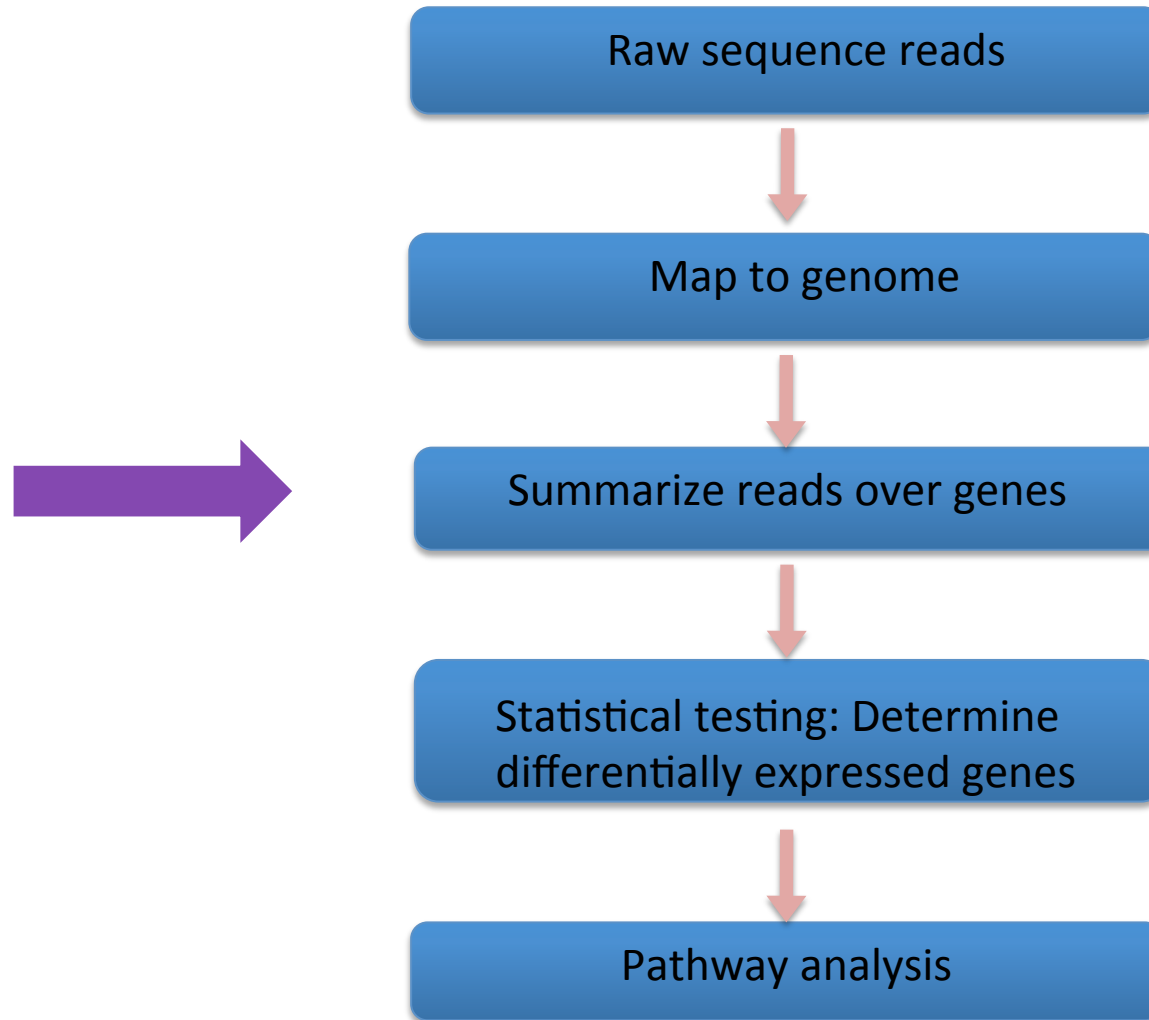 Raw sequence reads
Map to genome
Summarize reads over genes
Statistical testing: Determine
differentially expressed genes
Pathway analysis